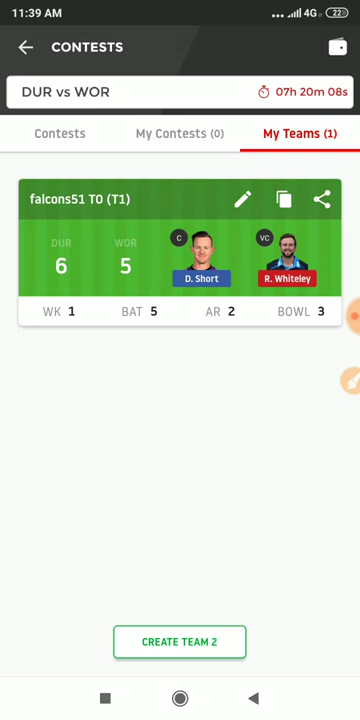 11:39 AM 4G 22
CONTESTS
DUR vs WOR 07h 20m 08s
Contests My Contests (0) My Teams (1)
falcons51 TO (T1)
DUR WOR C VC
6 5
D. Short R. Whiteley
WK 1 BAT 5 AR 2 BOWL 3
CREATE TEAM 2